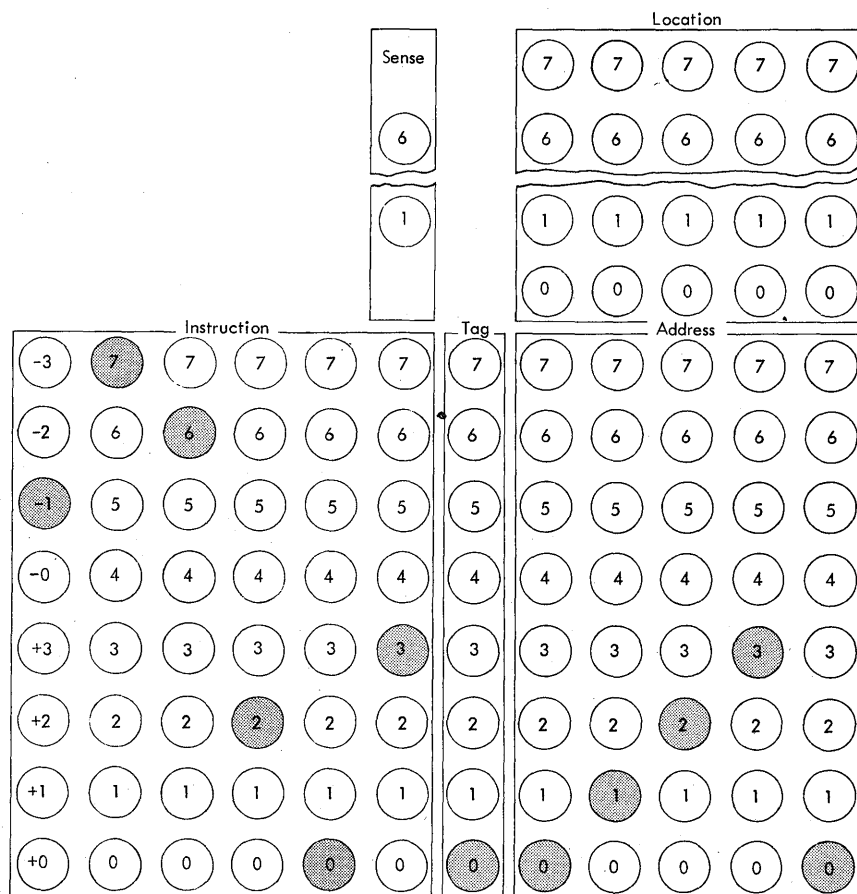 Location
Sense 7 7 7 7 7
6 6 6 6 6 6
1 1 1 1 1 1
0 0 0 0 0
Instruction Tag Address
-3 7 7 7 7 7 7 7 7 7 7 7
-2 6 6 6 6 6 6 6 6 6 6 6
-1 5 5 5 5 5 5 5 5 5 5 5
-0 4 4 4 4 4 4 4 4 4 4 4
+3 3 3 3 3 3 3 3 3 3 3 3
+2 2 2 2 2 2 2 2 2 2 2 2
+1 1 1 1 1 1 1 1 1 1 1 1
+0 0 0 0 0 0 0 0 0 0 0 0